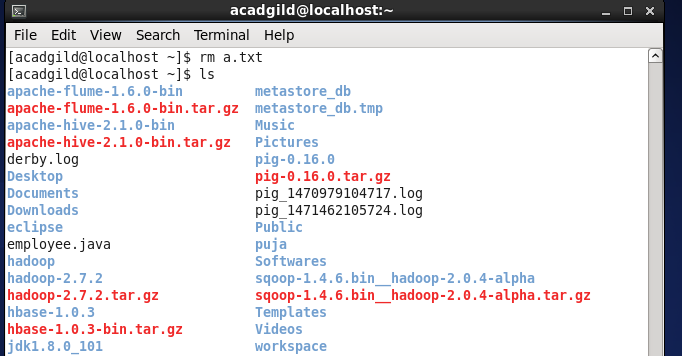 acadgild@localhost:~
File Edit View Search Terminal Help
[acadgild@localhost ~]$ rm a.txt
[acadgild@localhost ~]$ ls
apache-flume-1.6.0-bin metastore_db
apache-flume-1.6.0-bin.tar.gz metastore_db.tmp
apache-hive-2.1.0-bin Music
apache-hive-2.1.0-bin.tar.gz Pictures
derby.log pig-0.16.0
Desktop pig-0.16.0.tar.gz
Documents pig_1470979104717.log
Downloads pig_1471462105724.log
eclipse Public
employee.java puja
hadoop Softwares
hadoop-2.7.2 sqoop-1.4.6.bin__hadoop-2.0.4-alpha
hadoop-2.7.2.tar.gz sqoop-1.4.6.bin__hadoop-2.0.4-alpha.tar.gz
hbase-1.0.3 Templates
hbase-1.0.3-bin.tar.gz Videos
jdk1.8.0_101 workspace